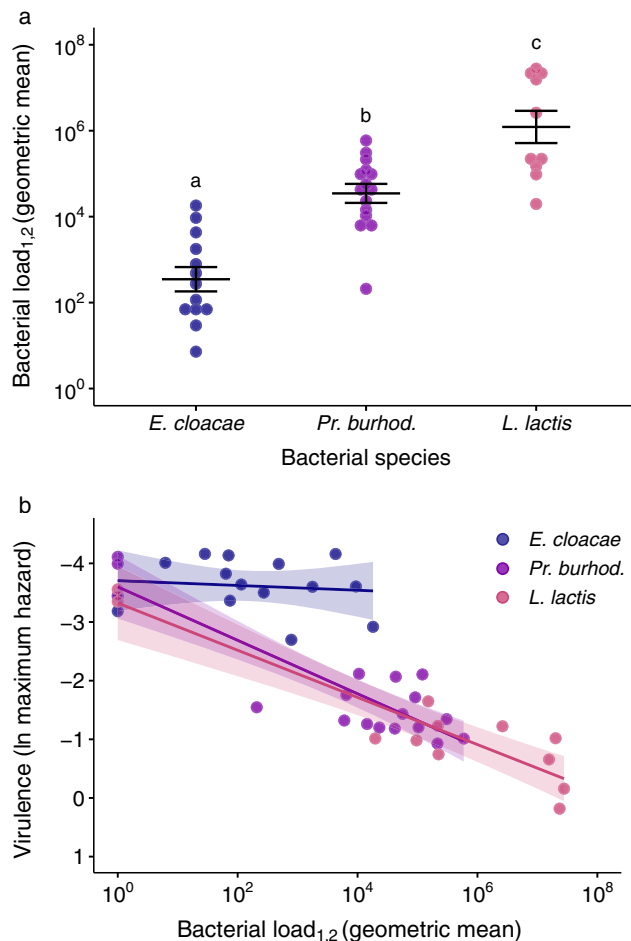 a
Bacterial load1,2 (geometric mean)
10^8
10^6
10^4
10^2
10^0
a
b
c
E. cloacae
Pr. burhod.
L. lactis
Bacterial species
b
Virulence (ln maximum hazard)
−4
−3
−2
−1
0
1
E. cloacae
Pr. burhod.
L. lactis
10^0
10^2
10^4
10^6
10^8
Bacterial load1,2 (geometric mean)